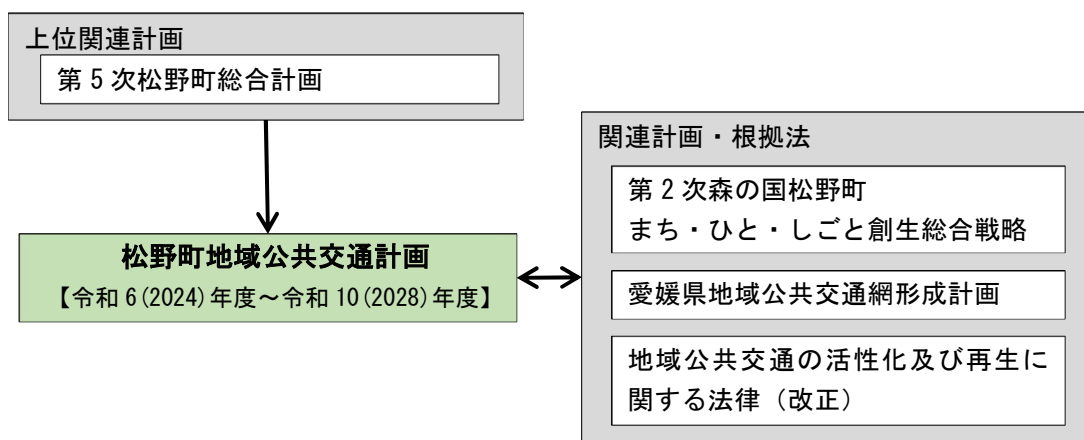 上位関連計画
第5次松野町総合計画
松野町地域公共交通計画
【令和6(2024)年度～令和10(2028)年度】
関連計画・根拠法
第2次森の国松野町
まち・ひと・しごと創生総合戦略
愛媛県地域公共交通網形成計画
地域公共交通の活性化及び再生に
関する法律（改正）